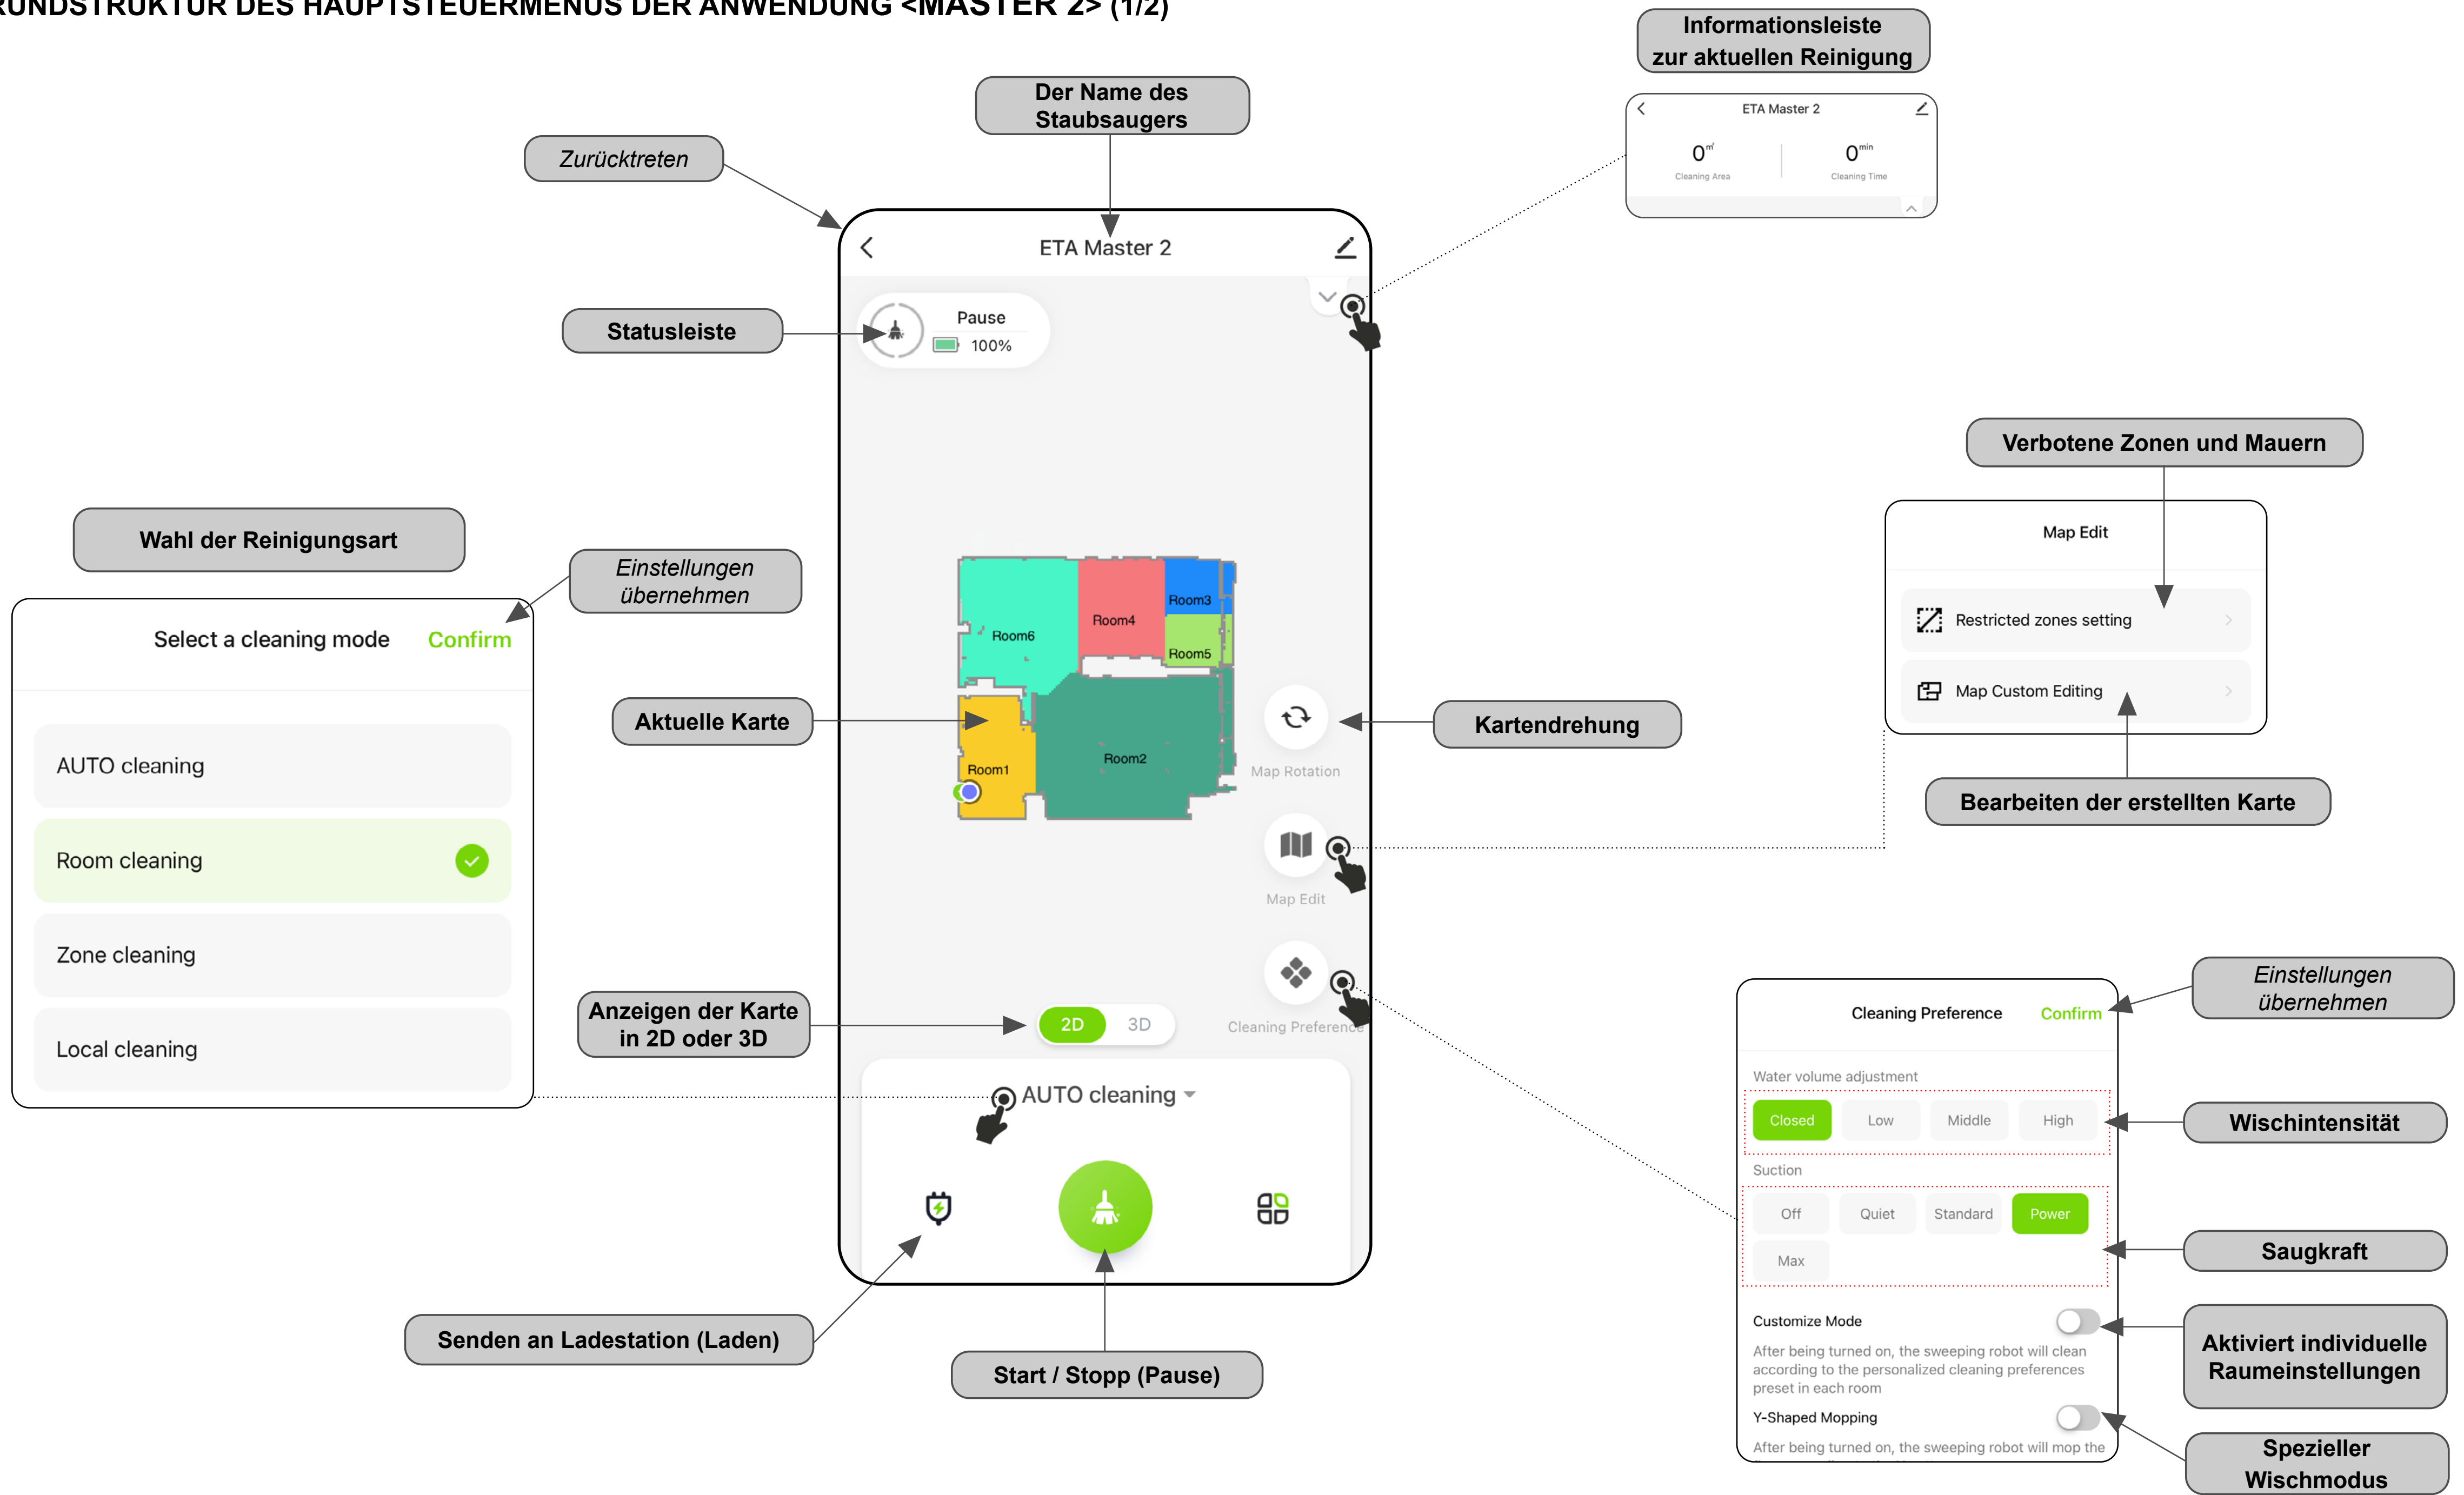 RUNDSTRUKTUR DES HAUPTSTEUERMENÜS DER ANWENDUNG <MASTER 2> (1/2)
Informationsleiste
zur aktuellen Reinigung
ETA Master 2
0 m²
0 min
Cleaning Area
Cleaning Time
Der Name des
Staubsaugers
Zurücktreten
ETA Master 2
Statusleiste
Pause
100%
Verbotene Zonen und Mauern
Map Edit
Restricted zones setting
Map Custom Editing
Bearbeiten der erstellten Karte
Wahl der Reinigungsart
Einstellungen
übernehmen
Select a cleaning mode
Confirm
AUTO cleaning
Room cleaning
Zone cleaning
Local cleaning
Aktuelle Karte
Room6
Room4
Room3
Room5
Room1
Room2
Kartendrehung
Map Rotation
Map Edit
Cleaning Preference
Anzeigen der Karte
in 2D oder 3D
2D
3D
AUTO cleaning
Senden an Ladestation (Laden)
Start / Stopp (Pause)
Cleaning Preference
Confirm
Einstellungen
übernehmen
Water volume adjustment
Closed
Low
Middle
High
Wischintensität
Suction
Off
Quiet
Standard
Power
Max
Saugkraft
Customize Mode
After being turned on, the sweeping robot will clean
according to the personalized cleaning preferences
preset in each room
Aktiviert individuelle
Raumeinstellungen
Y-Shaped Mopping
After being turned on, the sweeping robot will mop the
Spezieller
Wischmodus